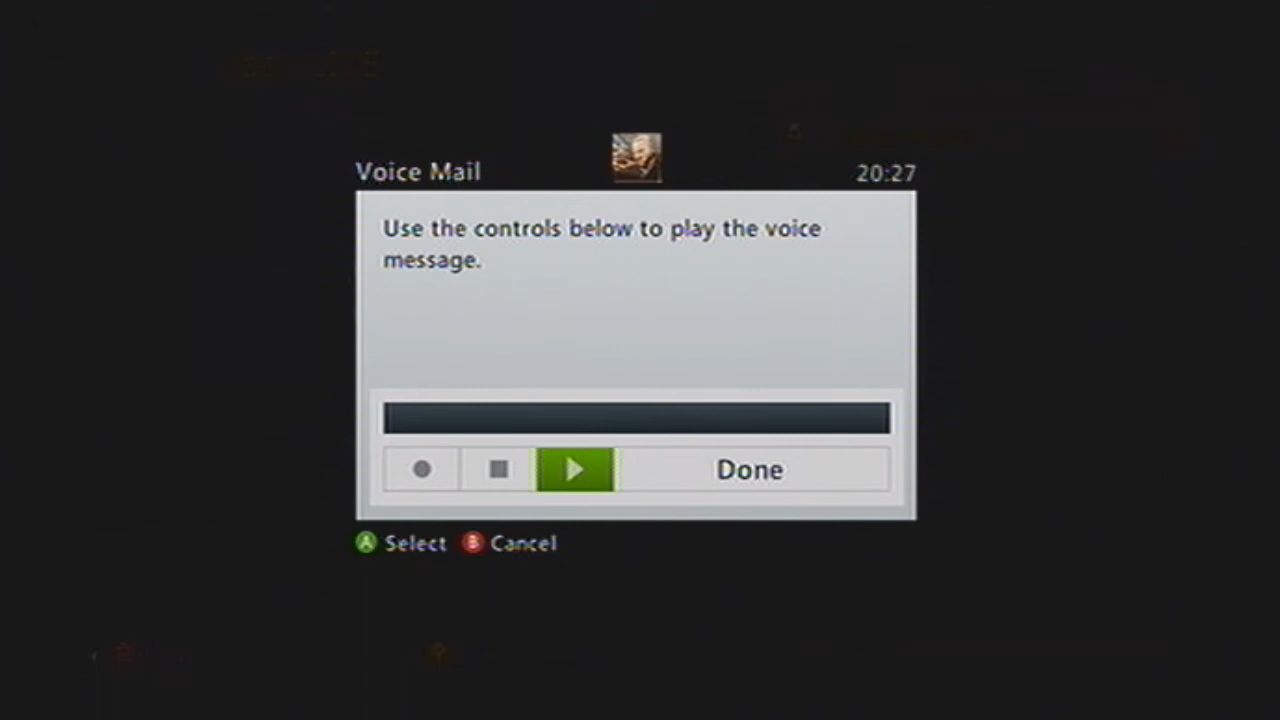 Voice Mail
20:27
Use the controls below to play the voice
message.
Done
A Select B Cancel